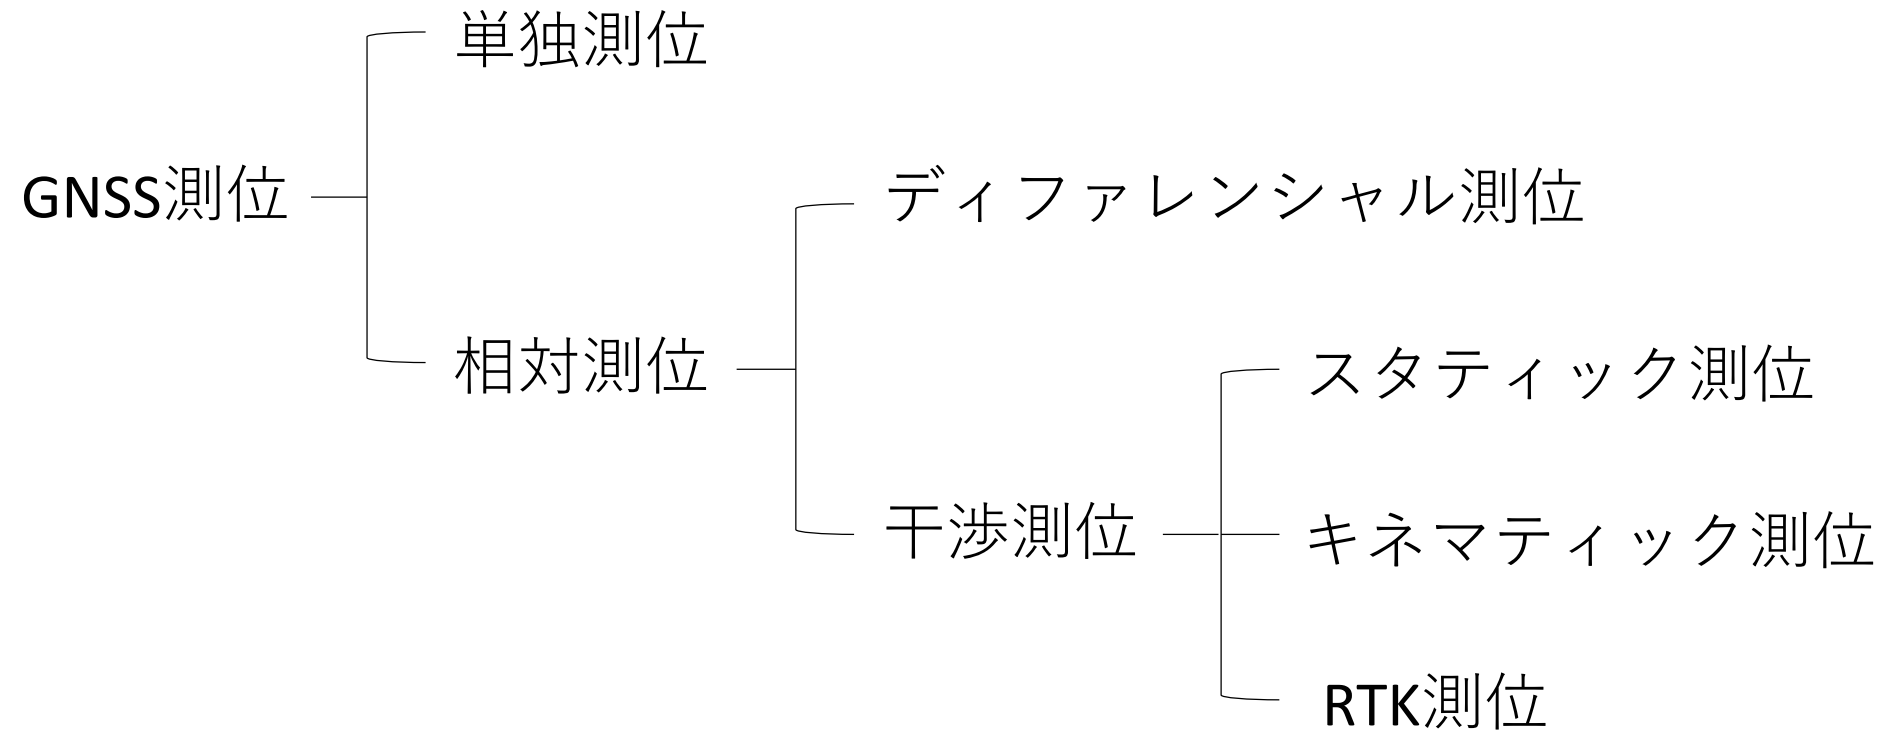 単独測位
GNSS測位
ディファレンシャル測位
相対測位
スタティック測位
干渉測位
キネマティック測位
RTK測位